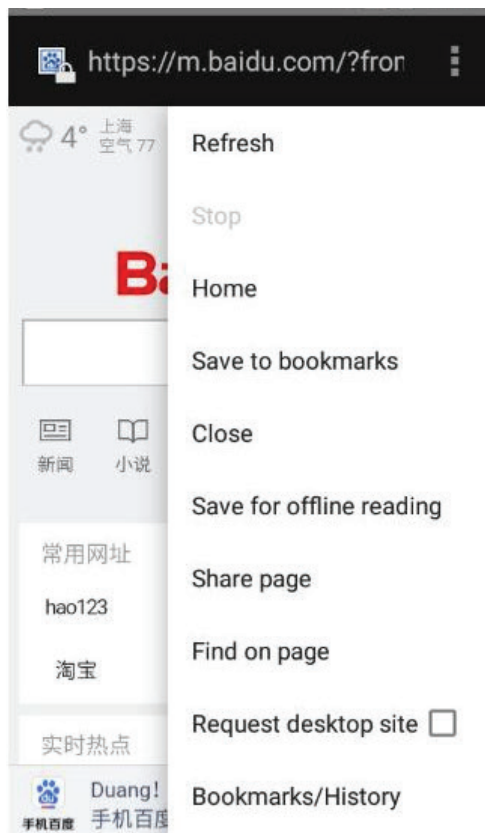 https://m.baidu.com/?fron
4° 上海
空气 77
Refresh
Stop
Home
Save to bookmarks
Close
Save for offline reading
Share page
Find on page
Request desktop site
Bookmarks/History
Ba
新闻 小说
常用网址
hao123
淘宝
实时热点
手机百度
Duang!
手机百度